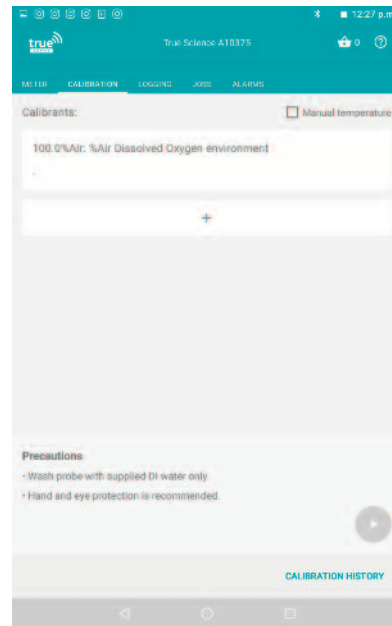 12:27 p.m
true
True Science A10375
0
METER CALIBRATION LOGGING JOBS ALARMS
Calibrants:
Manual temperature
100.0%Air: %Air Dissolved Oxygen environment
+
Precautions
- Wash probe with supplied DI water only
- Hand and eye protection is recommended.
CALIBRATION HISTORY